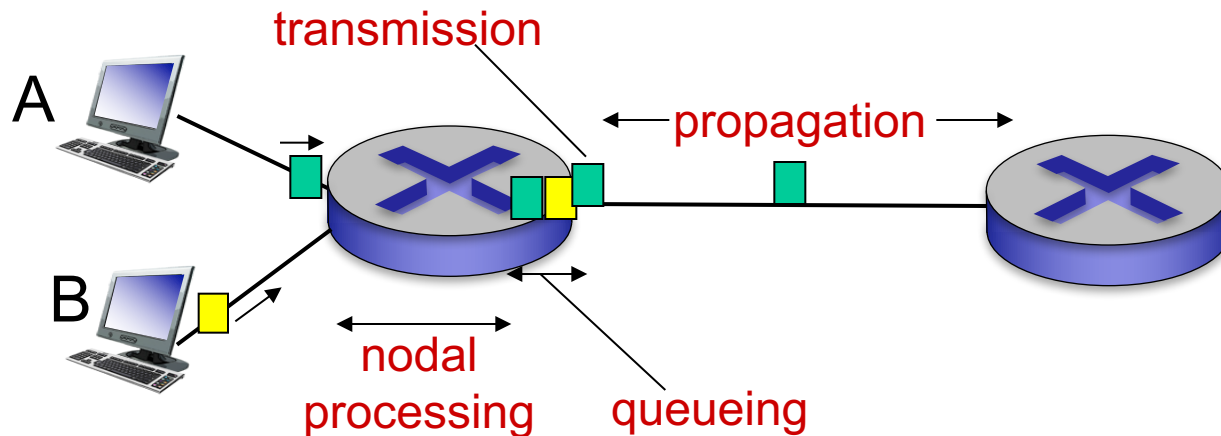 transmission
A
propagation
B
nodal
processing
queueing